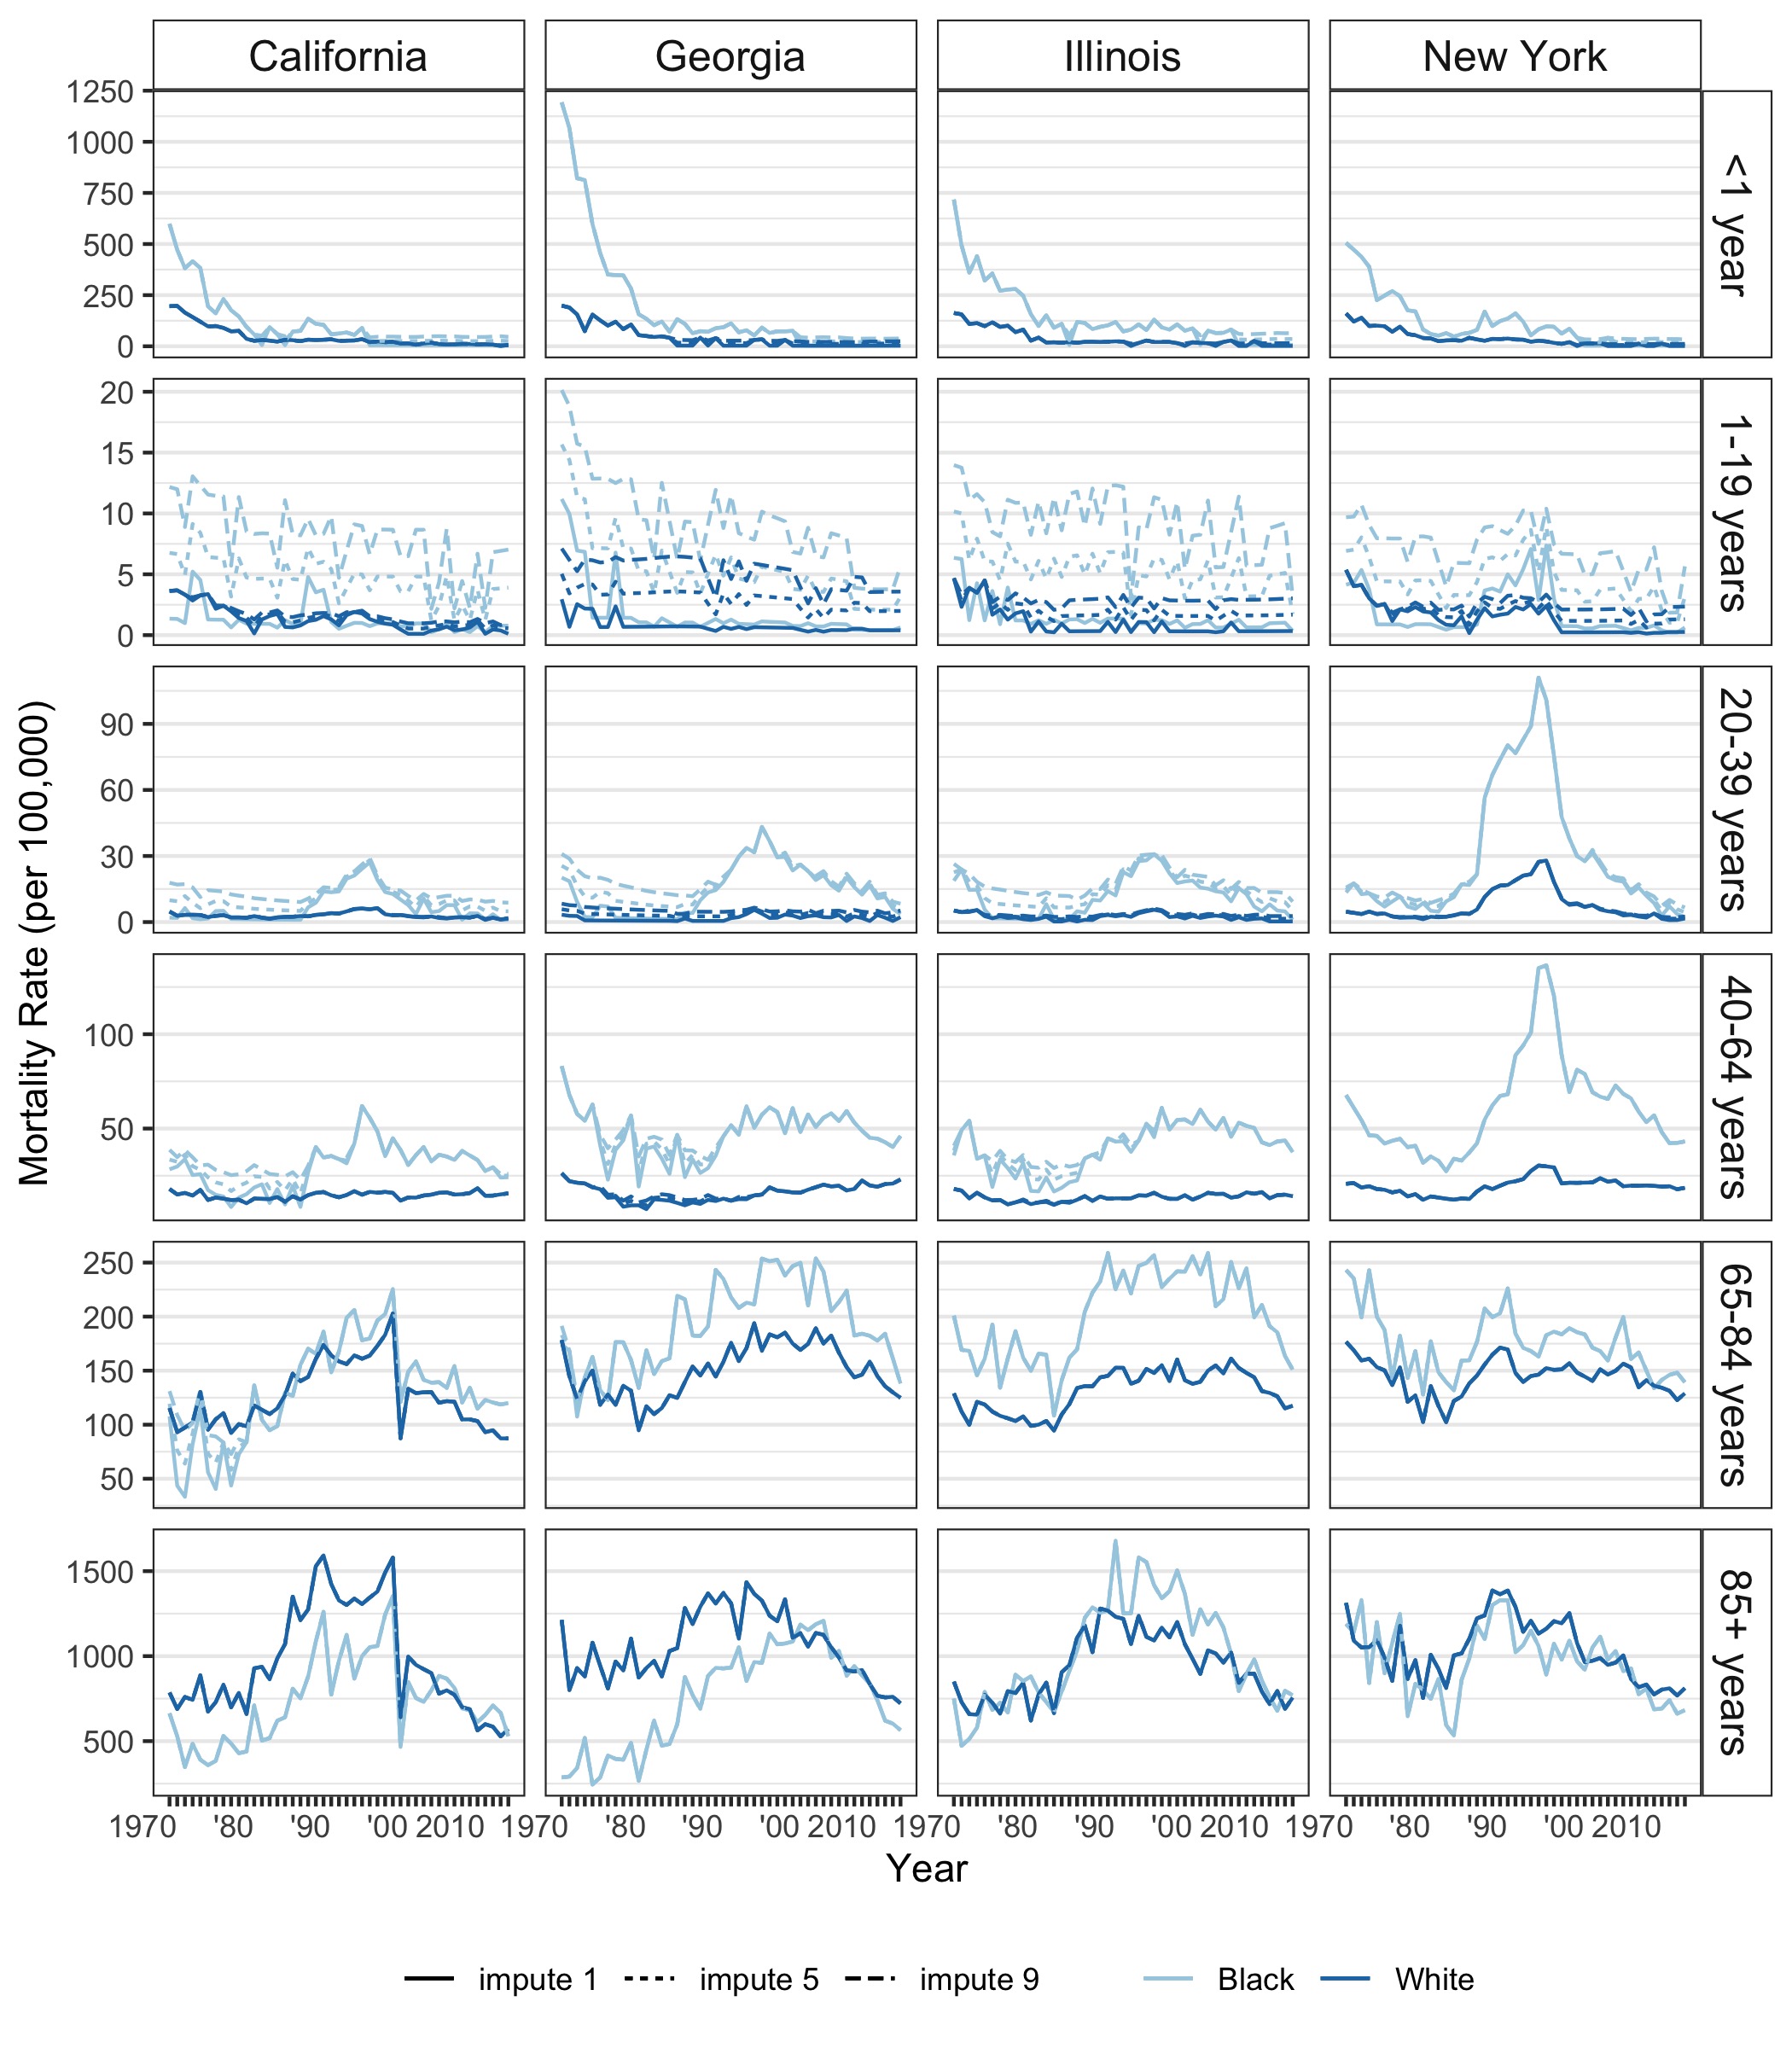 California Georgia Illinois New York
1250
1000
750
500
250
0
<1 year
20
15
10
5
0
1-19 years
90
60
30
0
20-39 years
100
50
40-64 years
250
200
150
100
50
65-84 years
1500
1000
500
85+ years
Mortality Rate (per 100,000)
1970 '80 '90 '00 2010 1970 '80 '90 '00 2010 1970 '80 '90 '00 2010 1970 '80 '90 '00 2010
Year
impute 1 impute 5 impute 9 Black White